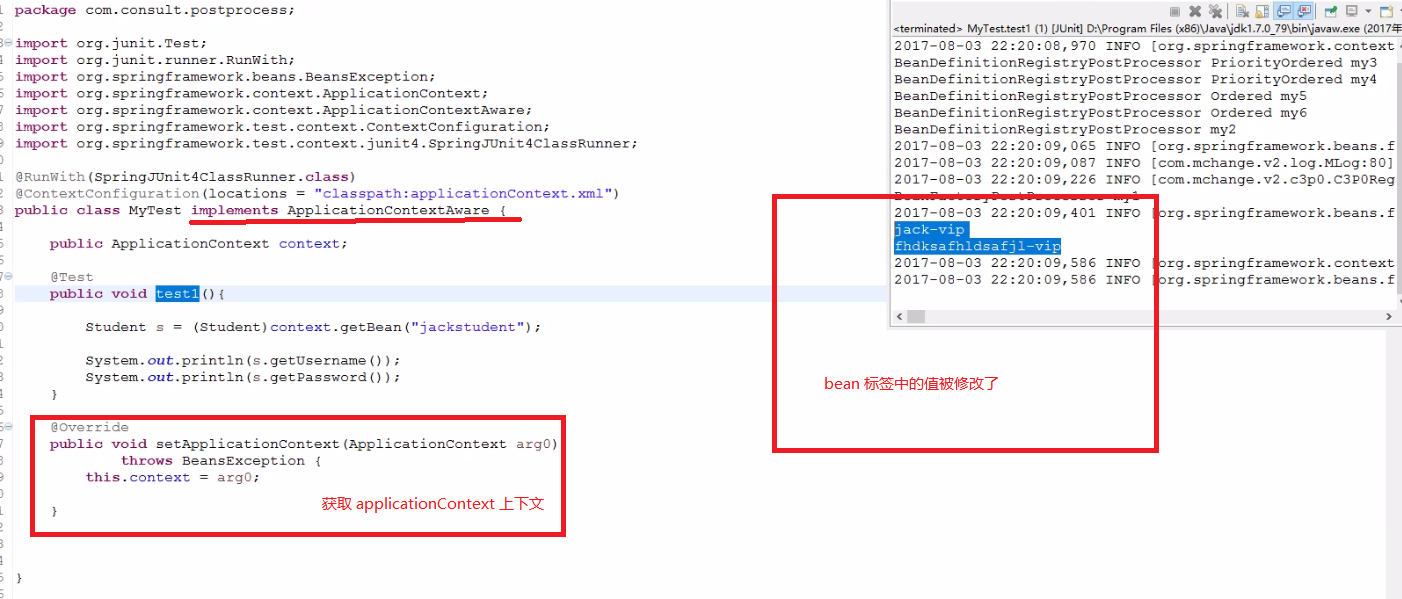 package com.consult.postprocess;
import org.junit.Test;
import org.junit.runner.RunWith;
import org.springframework.beans.BeansException;
import org.springframework.context.ApplicationContext;
import org.springframework.context.ApplicationContextAware;
import org.springframework.test.context.ContextConfiguration;
import org.springframework.test.context.junit4.SpringJUnit4ClassRunner;
@RunWith(SpringJUnit4ClassRunner.class)
@ContextConfiguration(locations = "classpath:applicationContext.xml")
public class MyTest implements ApplicationContextAware {
public ApplicationContext context;
@Test
public void test1(){
Student s = (Student)context.getBean("jackstudent");
System.out.println(s.getUsername());
System.out.println(s.getPassword());
}
@Override
public void setApplicationContext(ApplicationContext arg0)
throws BeansException {
this.context = arg0;
获取 applicationContext 上下文
}
}
<terminated> MyTest.test1 (1) [JUnit] D:\Program Files (x86)\Java\jdk1.7.0_79\bin\javaw.exe (2017年
2017-08-03 22:20:08,970 INFO [org.springframework.context
BeanDefinitionRegistryPostProcessor PriorityOrdered my3
BeanDefinitionRegistryPostProcessor PriorityOrdered my4
BeanDefinitionRegistryPostProcessor Ordered my5
BeanDefinitionRegistryPostProcessor Ordered my6
BeanDefinitionRegistryPostProcessor my2
2017-08-03 22:20:09,065 INFO [org.springframework.beans.f
2017-08-03 22:20:09,087 INFO [com.mchange.v2.log.MLog:80]
2017-08-03 22:20:09,226 INFO [com.mchange.v2.c3p0.C3P0Reg
2017-08-03 22:20:09,401 INFO [org.springframework.beans.f
jack-vip
fhdksafhldsafjl-vip
2017-08-03 22:20:09,586 INFO [org.springframework.context
2017-08-03 22:20:09,586 INFO [org.springframework.beans.f
bean 标签中的值被修改了